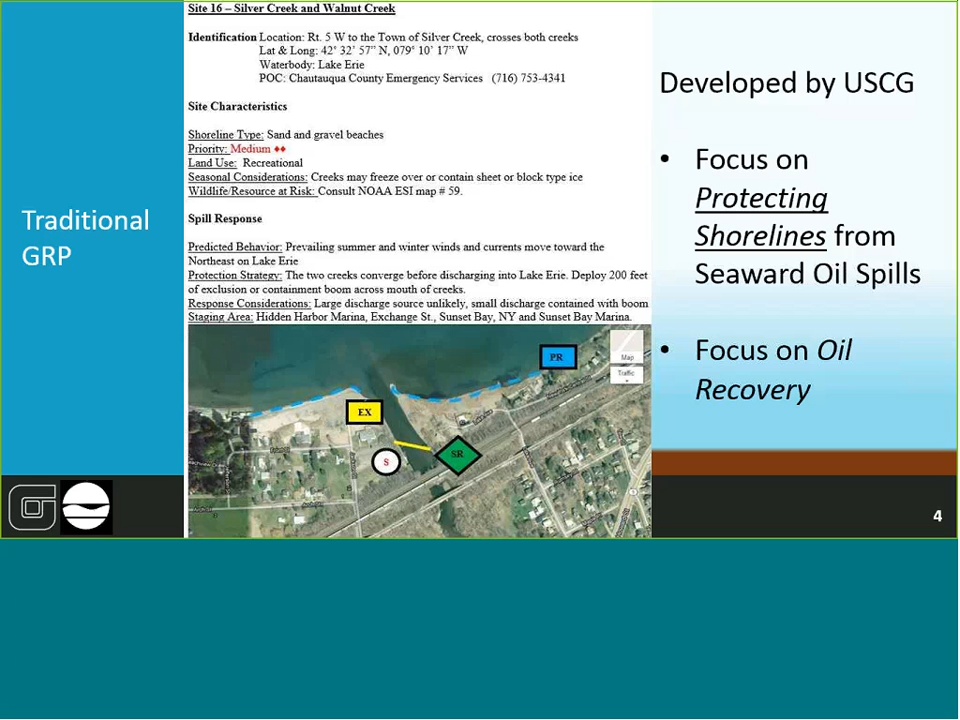 Traditional
GRP
Site 16 – Silver Creek and Walnut Creek
Identification Location: Rt. 5 W to the Town of Silver Creek, crosses both creeks
Lat & Long: 42° 32' 57" N, 079° 10' 17" W
Waterbody: Lake Erie
POC: Chautauqua County Emergency Services (716) 753-4341
Site Characteristics
Shoreline Type: Sand and gravel beaches
Priority: Medium ♦♦
Land Use: Recreational
Seasonal Considerations: Creeks may freeze over or contain sheet or block type ice
Wildlife/Resource at Risk: Consult NOAA ESI map # 59.
Spill Response
Predicted Behavior: Prevailing summer and winter winds and currents move toward the
Northeast on Lake Erie
Protection Strategy: The two creeks converge before discharging into Lake Erie. Deploy 200 feet
of exclusion or containment boom across mouth of creeks.
Response Considerations: Large discharge source unlikely, small discharge contained with boom
Staging Area: Hidden Harbor Marina, Exchange St., Sunset Bay, NY and Sunset Bay Marina.
PR
Map
Traffic
EX
S
SR
Developed by USCG
• Focus on
Protecting
Shorelines from
Seaward Oil Spills
• Focus on Oil
Recovery
4